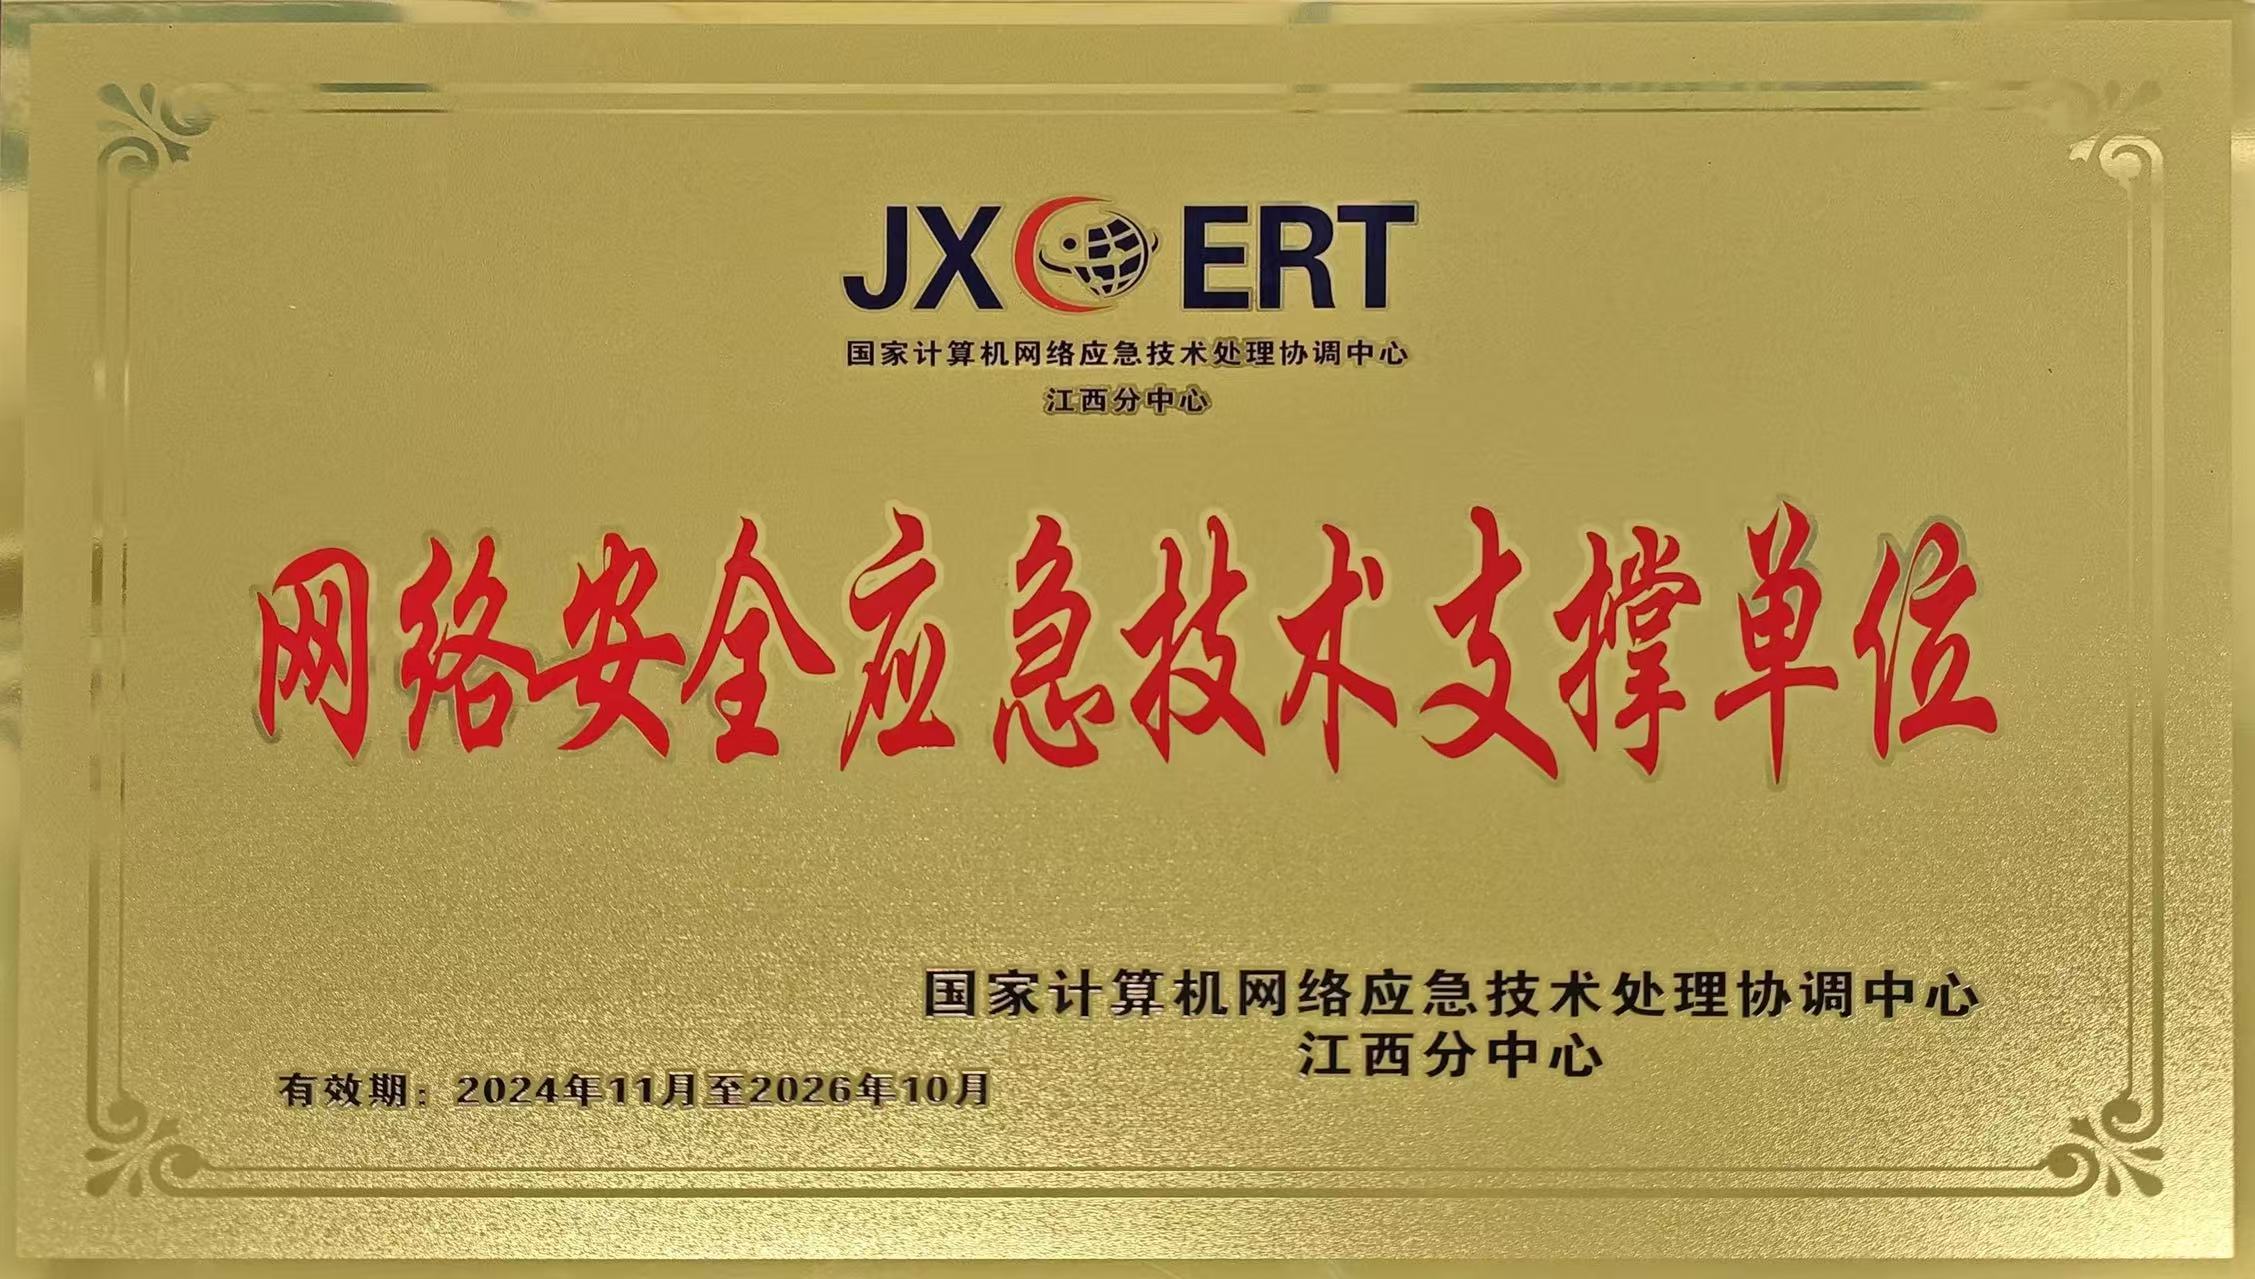 JXCERT
国家计算机网络应急技术处理协调中心
江西分中心
网络安全应急技术支撑单位
国家计算机网络应急技术处理协调中心
江西分中心
有效期：2024年11月至2026年10月